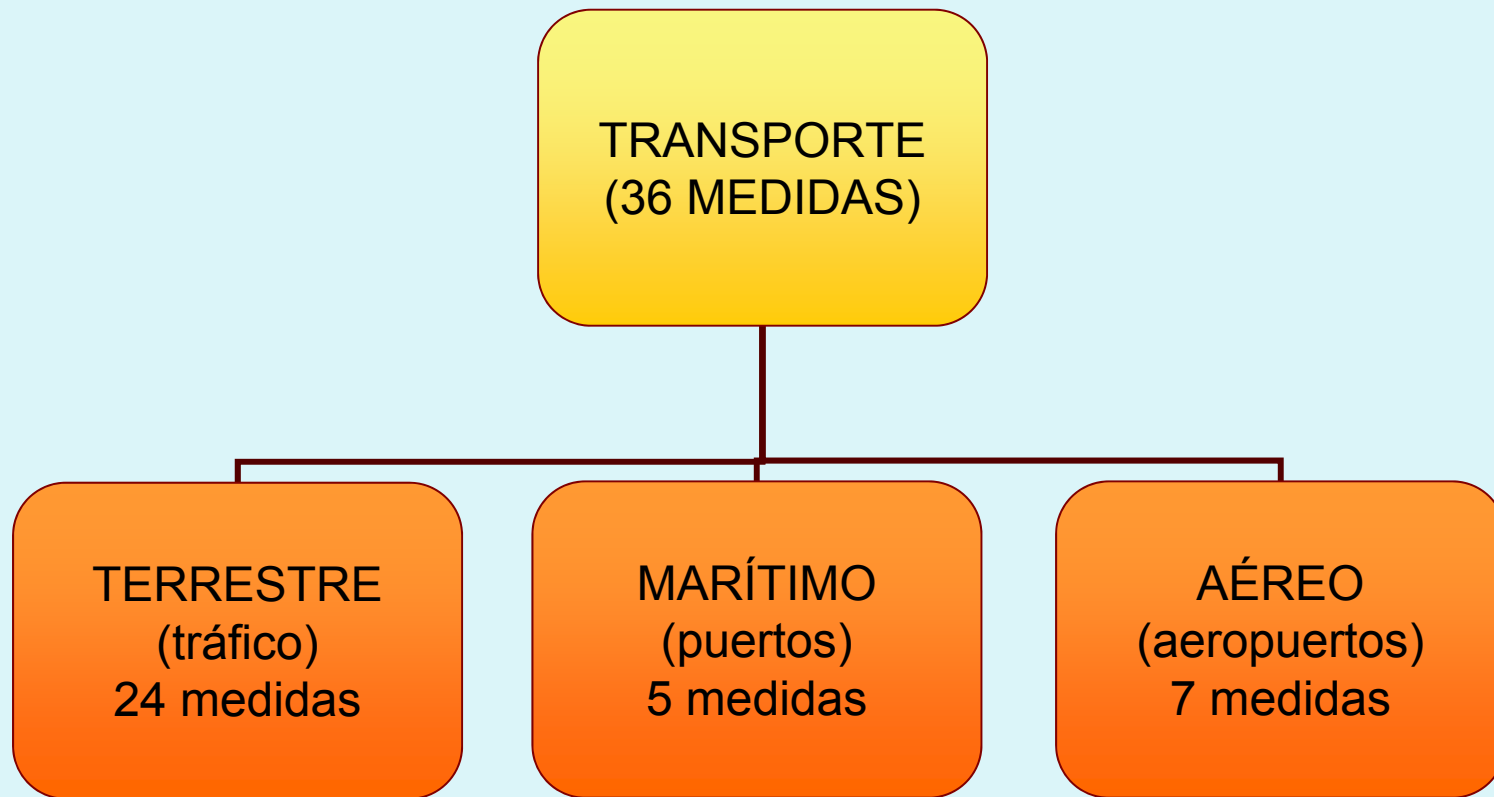 TRANSPORTE
(36 MEDIDAS)
TERRESTRE
(tráfico)
24 medidas
MARÍTIMO
(puertos)
5 medidas
AÉREO
(aeropuertos)
7 medidas